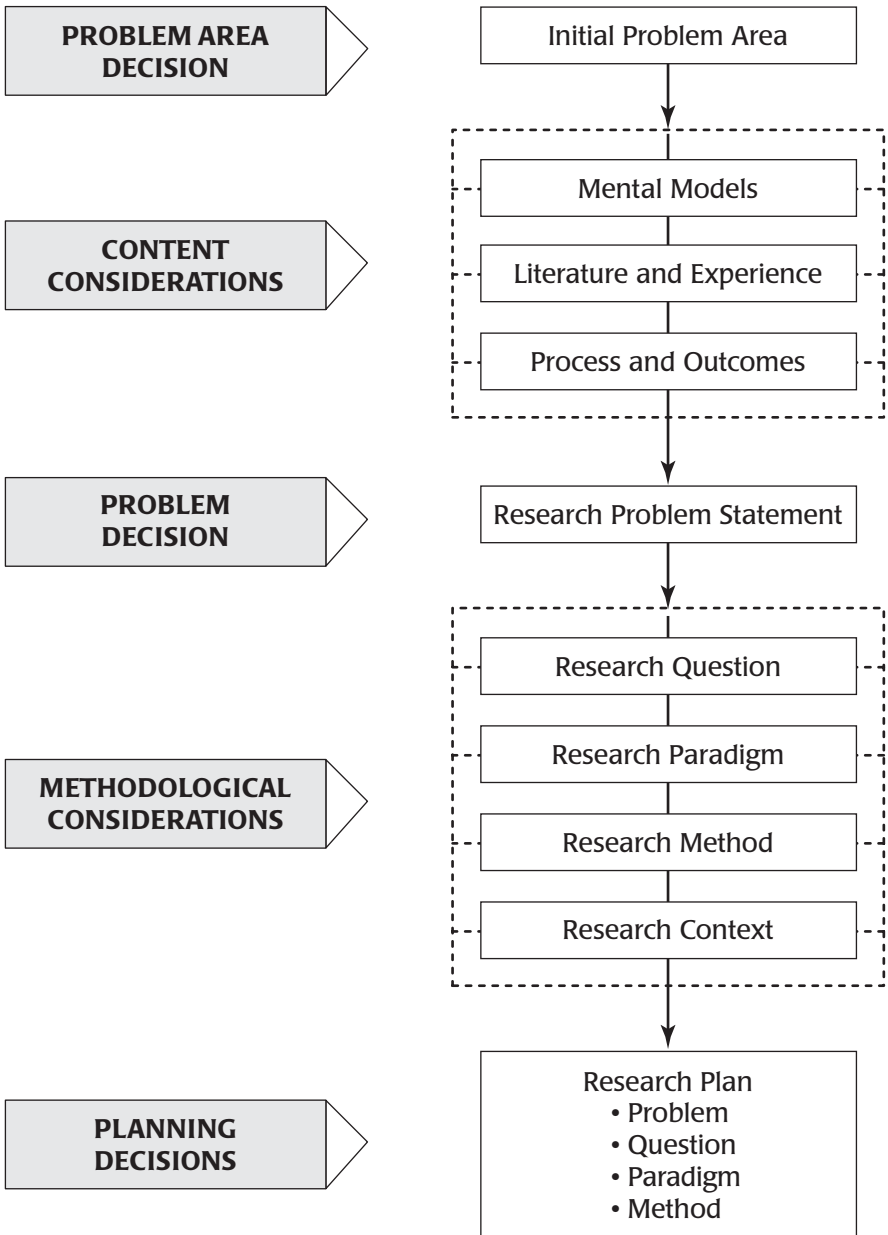 PROBLEM AREA
DECISION
Initial Problem Area
Mental Models
CONTENT
CONSIDERATIONS
Literature and Experience
Process and Outcomes
PROBLEM
DECISION
Research Problem Statement
Research Question
Research Paradigm
METHODOLOGICAL
CONSIDERATIONS
Research Method
Research Context
PLANNING
DECISIONS
Research Plan
• Problem
• Question
• Paradigm
• Method